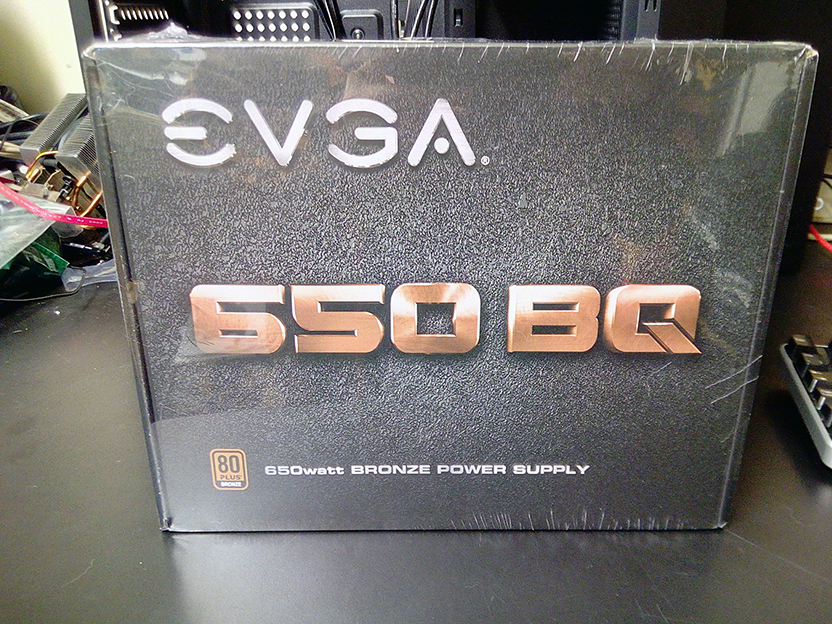 EVGA®
650 BQ
80
PLUS
BRONZE
650watt BRONZE POWER SUPPLY